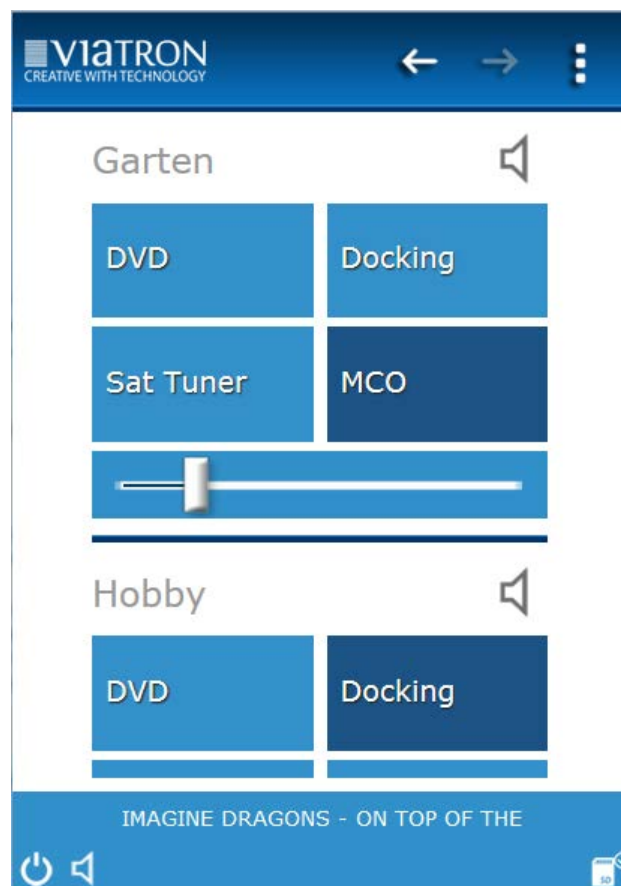 VIATRON
CREATIVE WITH TECHNOLOGY
Garten
DVD Docking
Sat Tuner MCO
Hobby
DVD Docking
IMAGINE DRAGONS - ON TOP OF THE
SD